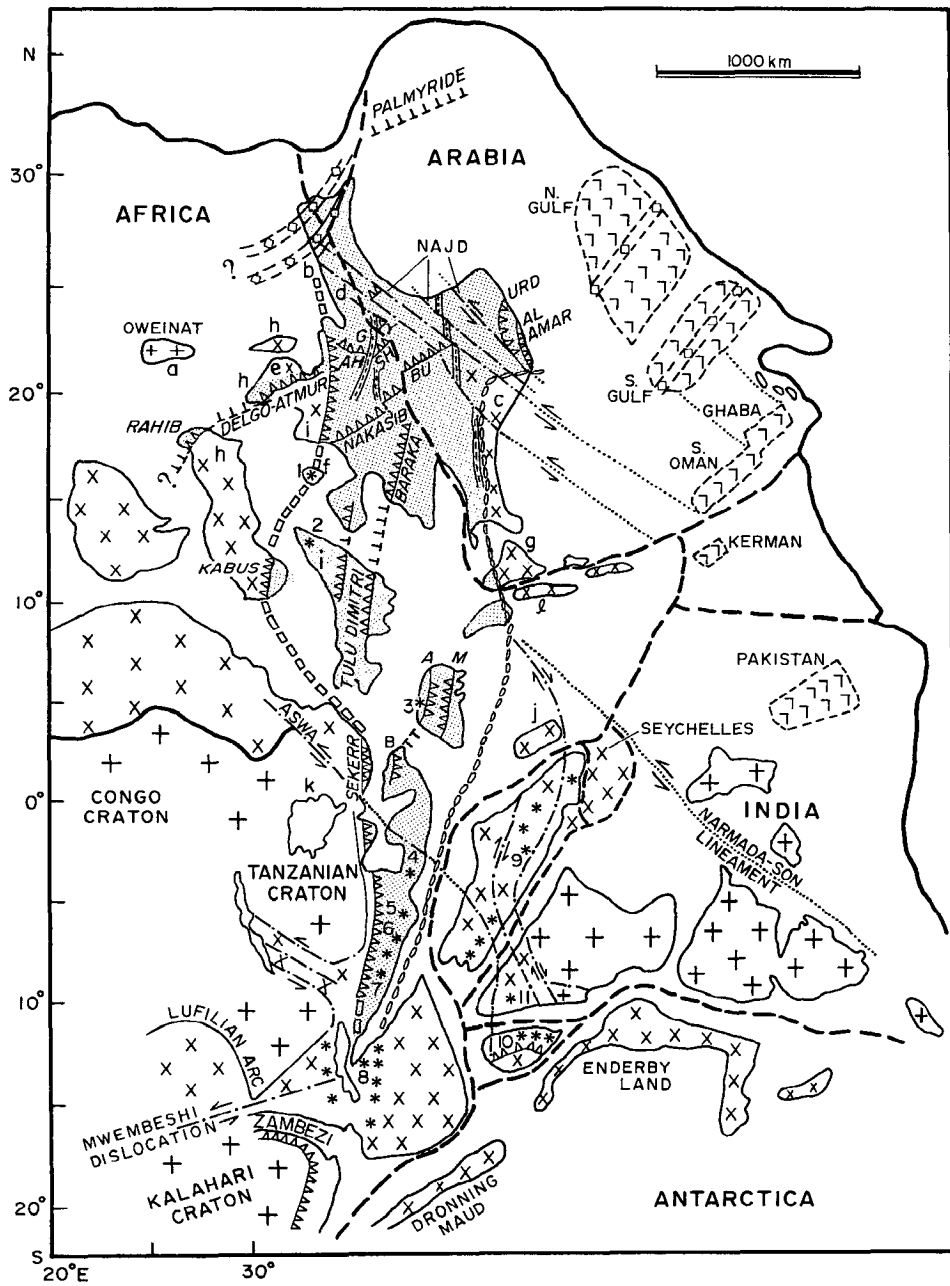 N
1000 km
PALMYRIDE
ARABIA
30°
AFRICA
N.
GULF
NAJD
?
b
d
URD
AL
AMAR
OWEINAT
h
G
a
e
AH
SH
S.
GULF
20°
h
BU
DELGO-ATMUR
c
GHABA
RAHIB
i
NAKASIB
S.
OMAN
?
h
1
f
BARAKA
2
g
KERMAN
i
KABUS
10°
l
TULU DIMITRI
A
M
PAKISTAN
3
ASWA
j
SEYCHELLES
B
SEKERR
k
0°
CONGO
CRATON
INDIA
NARMADA-SON
LINEAMENT
9
TANZANIAN
CRATON
4
5
6
7
11
10°
LUFILIAN ARC
10
8
ENDERBY
LAND
MWEMBESHI
DISLOCATION
ZAMBEZI
KALAHARI
CRATON
DRONNING
MAUD
ANTARCTICA
20°
S
20°E
30°